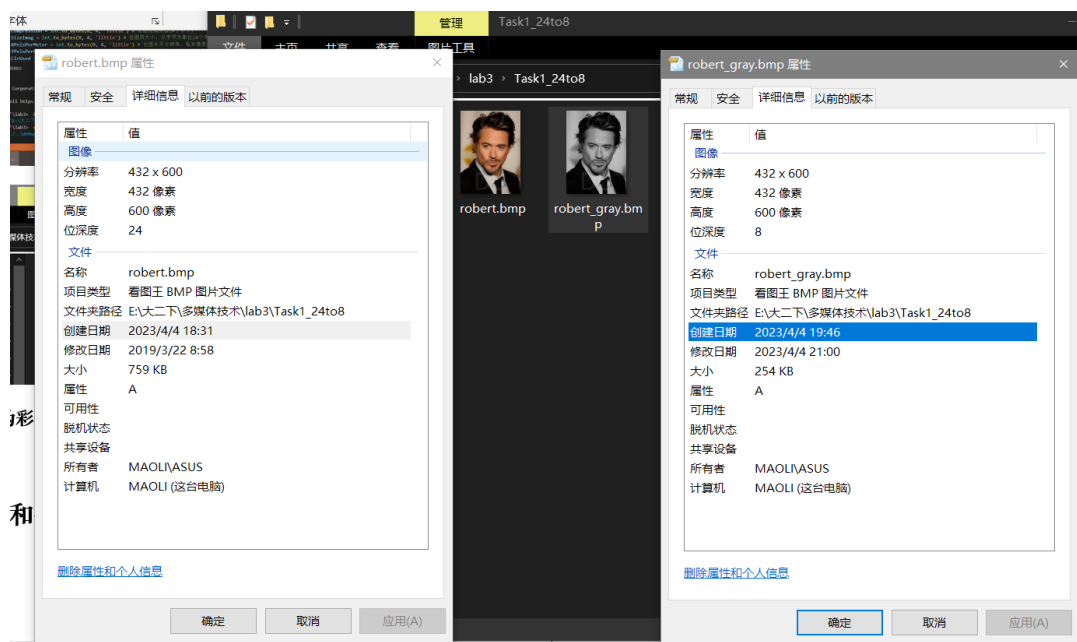 字体
管理
Task1_24to8
文件
主页
共享
查看
图片工具
lab3 › Task1_24to8
robert.bmp
robert_gray.bm
p
robert.bmp 属性
常规
安全
详细信息
以前的版本
属性 值
图像
分辨率 432 x 600
宽度 432 像素
高度 600 像素
位深度 24
文件
名称 robert.bmp
项目类型 看图王 BMP 图片文件
文件夹路径 E:\大二下\多媒体技术\lab3\Task1_24to8
创建日期 2023/4/4 18:31
修改日期 2019/3/22 8:58
大小 759 KB
属性 A
可用性
脱机状态
共享设备
所有者 MAOLI\ASUS
计算机 MAOLI (这台电脑)
删除属性和个人信息
确定
取消
应用(A)
robert_gray.bmp 属性
常规
安全
详细信息
以前的版本
属性 值
图像
分辨率 432 x 600
宽度 432 像素
高度 600 像素
位深度 8
文件
名称 robert_gray.bmp
项目类型 看图王 BMP 图片文件
文件夹路径 E:\大二下\多媒体技术\lab3\Task1_24to8
创建日期 2023/4/4 19:46
修改日期 2023/4/4 21:00
大小 254 KB
属性 A
可用性
脱机状态
共享设备
所有者 MAOLI\ASUS
计算机 MAOLI (这台电脑)
删除属性和个人信息
确定
取消
应用(A)
彩
和